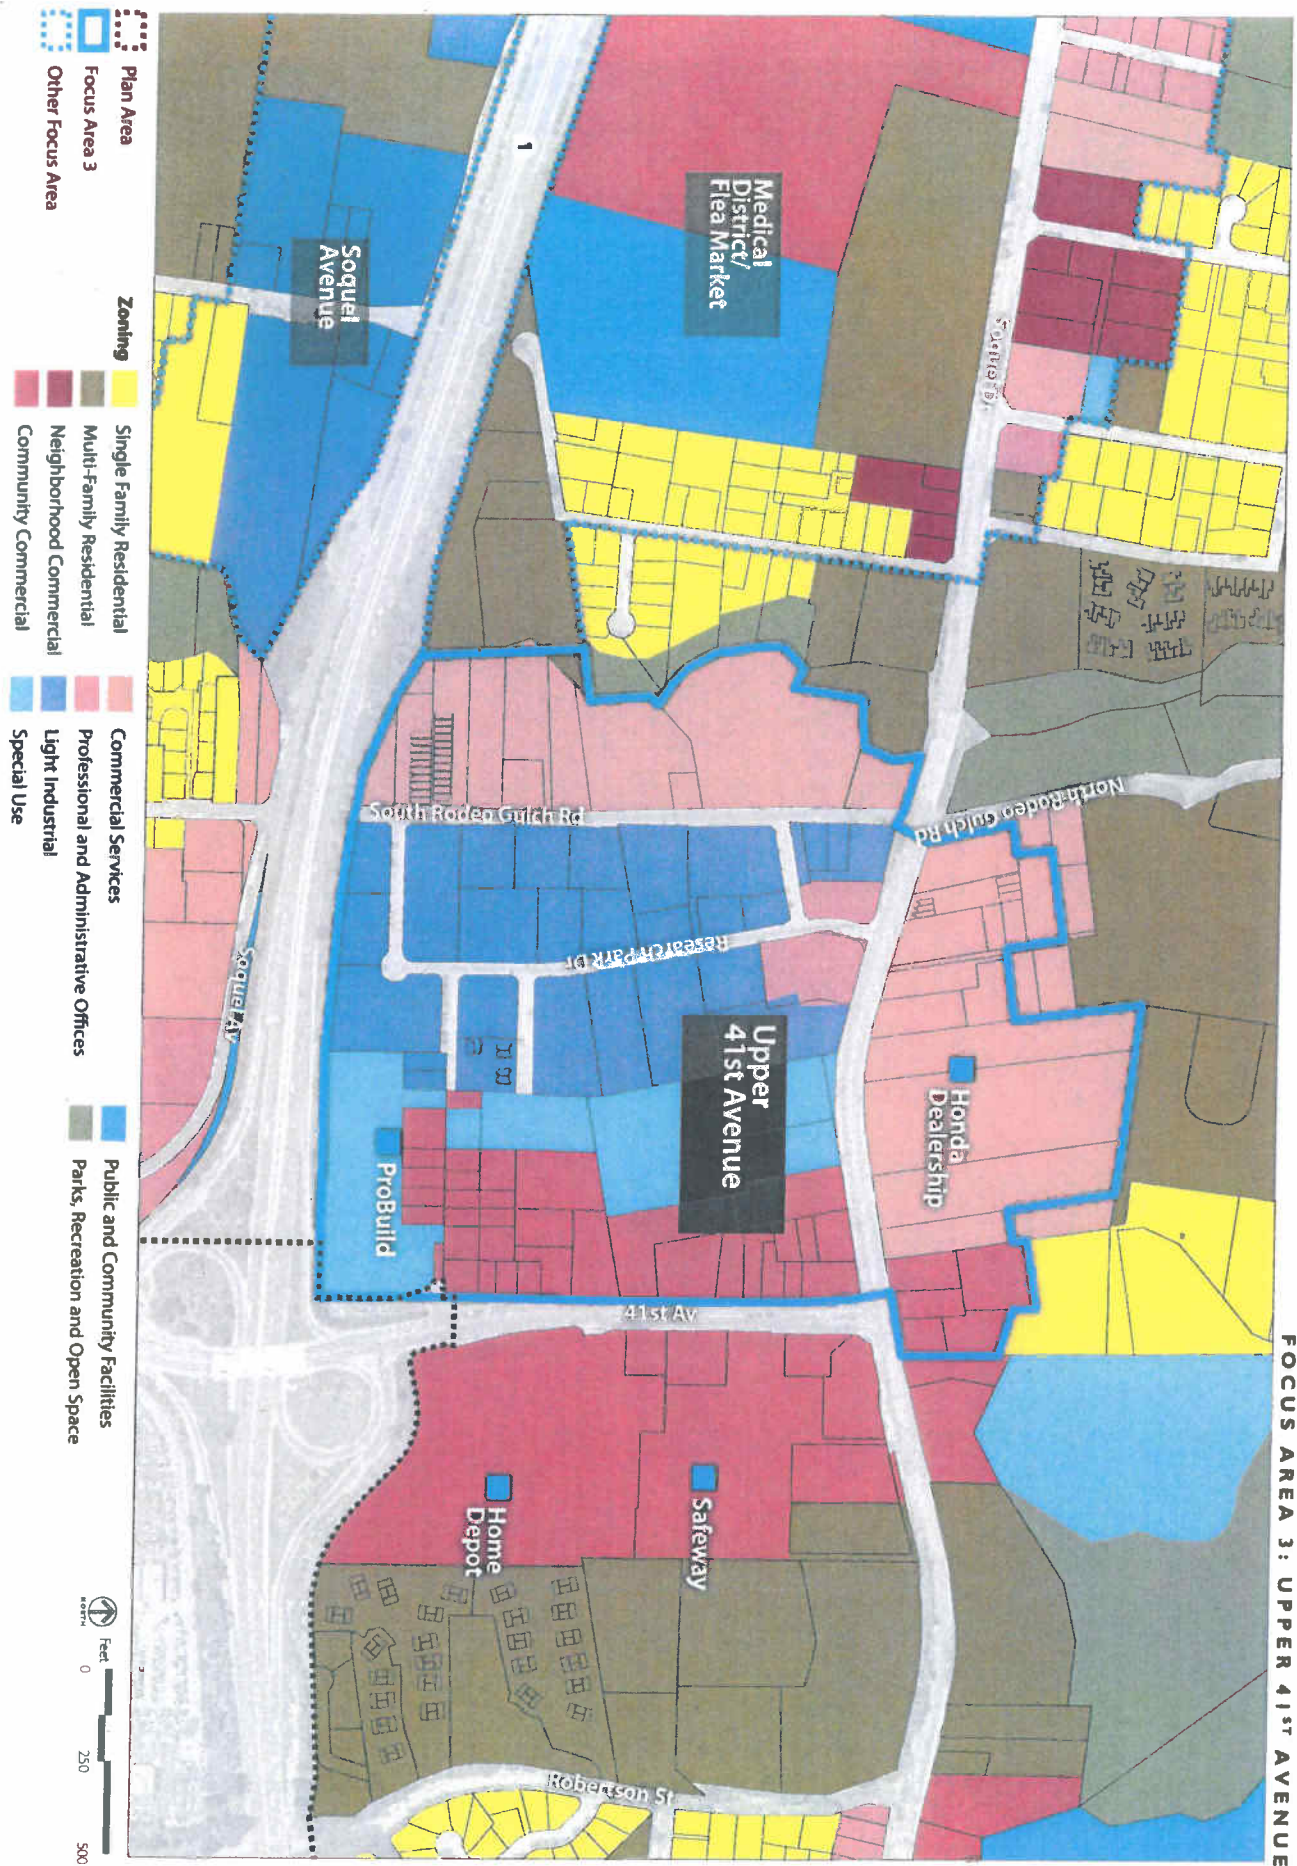 FOCUS AREA 3: UPPER 41ST AVENUE
1
Medical
District/
Flea Market
Soquel
Avenue
Upper
41st Avenue
Honda
Dealership
ProBuild
Safeway
Home
Depot
Soquel D
North Rodeo Gulch Rd
South Rodeo Gulch Rd
Research Park Dr
41st Av
Soquel Av
Robertson St
Plan Area
Focus Area 3
Other Focus Area
Zoning
Single Family Residential
Multi-Family Residential
Neighborhood Commercial
Community Commercial
Commercial Services
Professional and Administrative Offices
Light Industrial
Special Use
Public and Community Facilities
Parks, Recreation and Open Space
NORTH
Feet
0
250
500